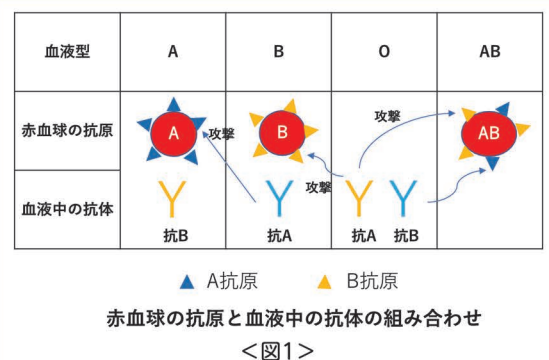 血液型 A B O AB
赤血球の抗原 A 攻撃 B 攻撃 AB
攻撃
血液中の抗体
抗B 抗A 抗A 抗B
A抗原 B抗原
赤血球の抗原と血液中の抗体の組み合わせ
＜図1＞